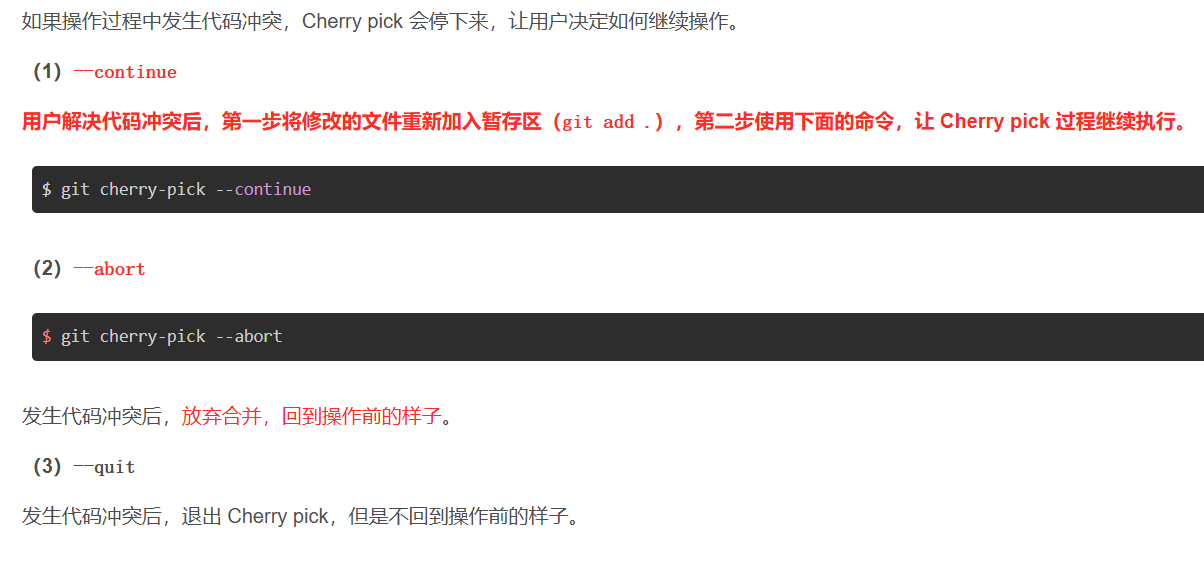 如果操作过程中发生代码冲突，Cherry pick 会停下来，让用户决定如何继续操作。
（1）--continue
用户解决代码冲突后，第一步将修改的文件重新加入暂存区（git add .），第二步使用下面的命令，让 Cherry pick 过程继续执行。
$ git cherry-pick --continue
（2）--abort
$ git cherry-pick --abort
发生代码冲突后，放弃合并，回到操作前的样子。
（3）--quit
发生代码冲突后，退出 Cherry pick，但是不回到操作前的样子。